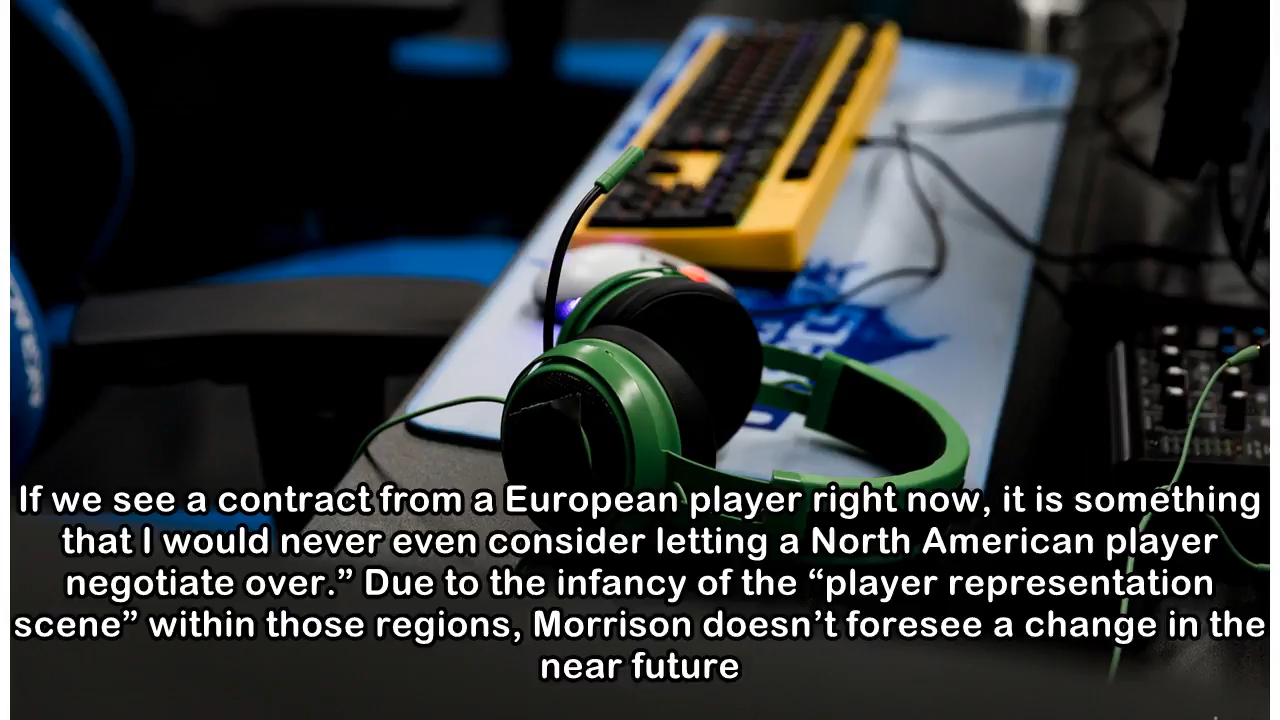 If we see a contract from a European player right now, it is something
that I would never even consider letting a North American player
negotiate over.” Due to the infancy of the “player representation
scene” within those regions, Morrison doesn’t foresee a change in the
near future